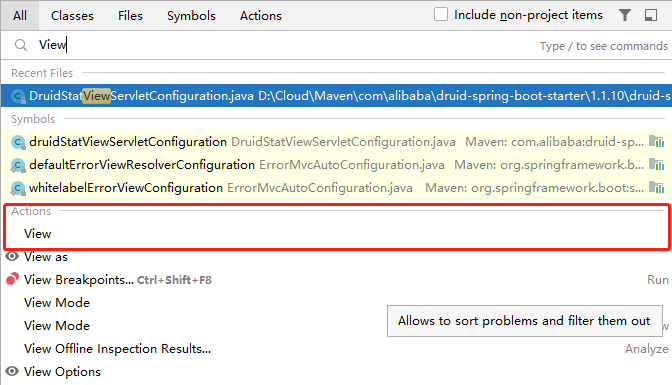 All Classes Files Symbols Actions Include non-project items
View Type / to see commands
Recent Files
DruidStatViewServletConfiguration.java D:\Cloud\Maven\com\alibaba\druid-spring-boot-starter\1.1.10\druid-s
Symbols
druidStatViewServletConfiguration DruidStatViewServletConfiguration.java Maven: com.alibaba:druid-sp...
defaultErrorViewResolverConfiguration ErrorMvcAutoConfiguration.java Maven: org.springframework.b...
whitelabelErrorViewConfiguration ErrorMvcAutoConfiguration.java Maven: org.springframework.boot:s...
Actions
View
View as
View Breakpoints... Ctrl+Shift+F8 Run
View Mode
Allows to sort problems and filter them out
View Mode
View Offline Inspection Results... Analyze
View Options